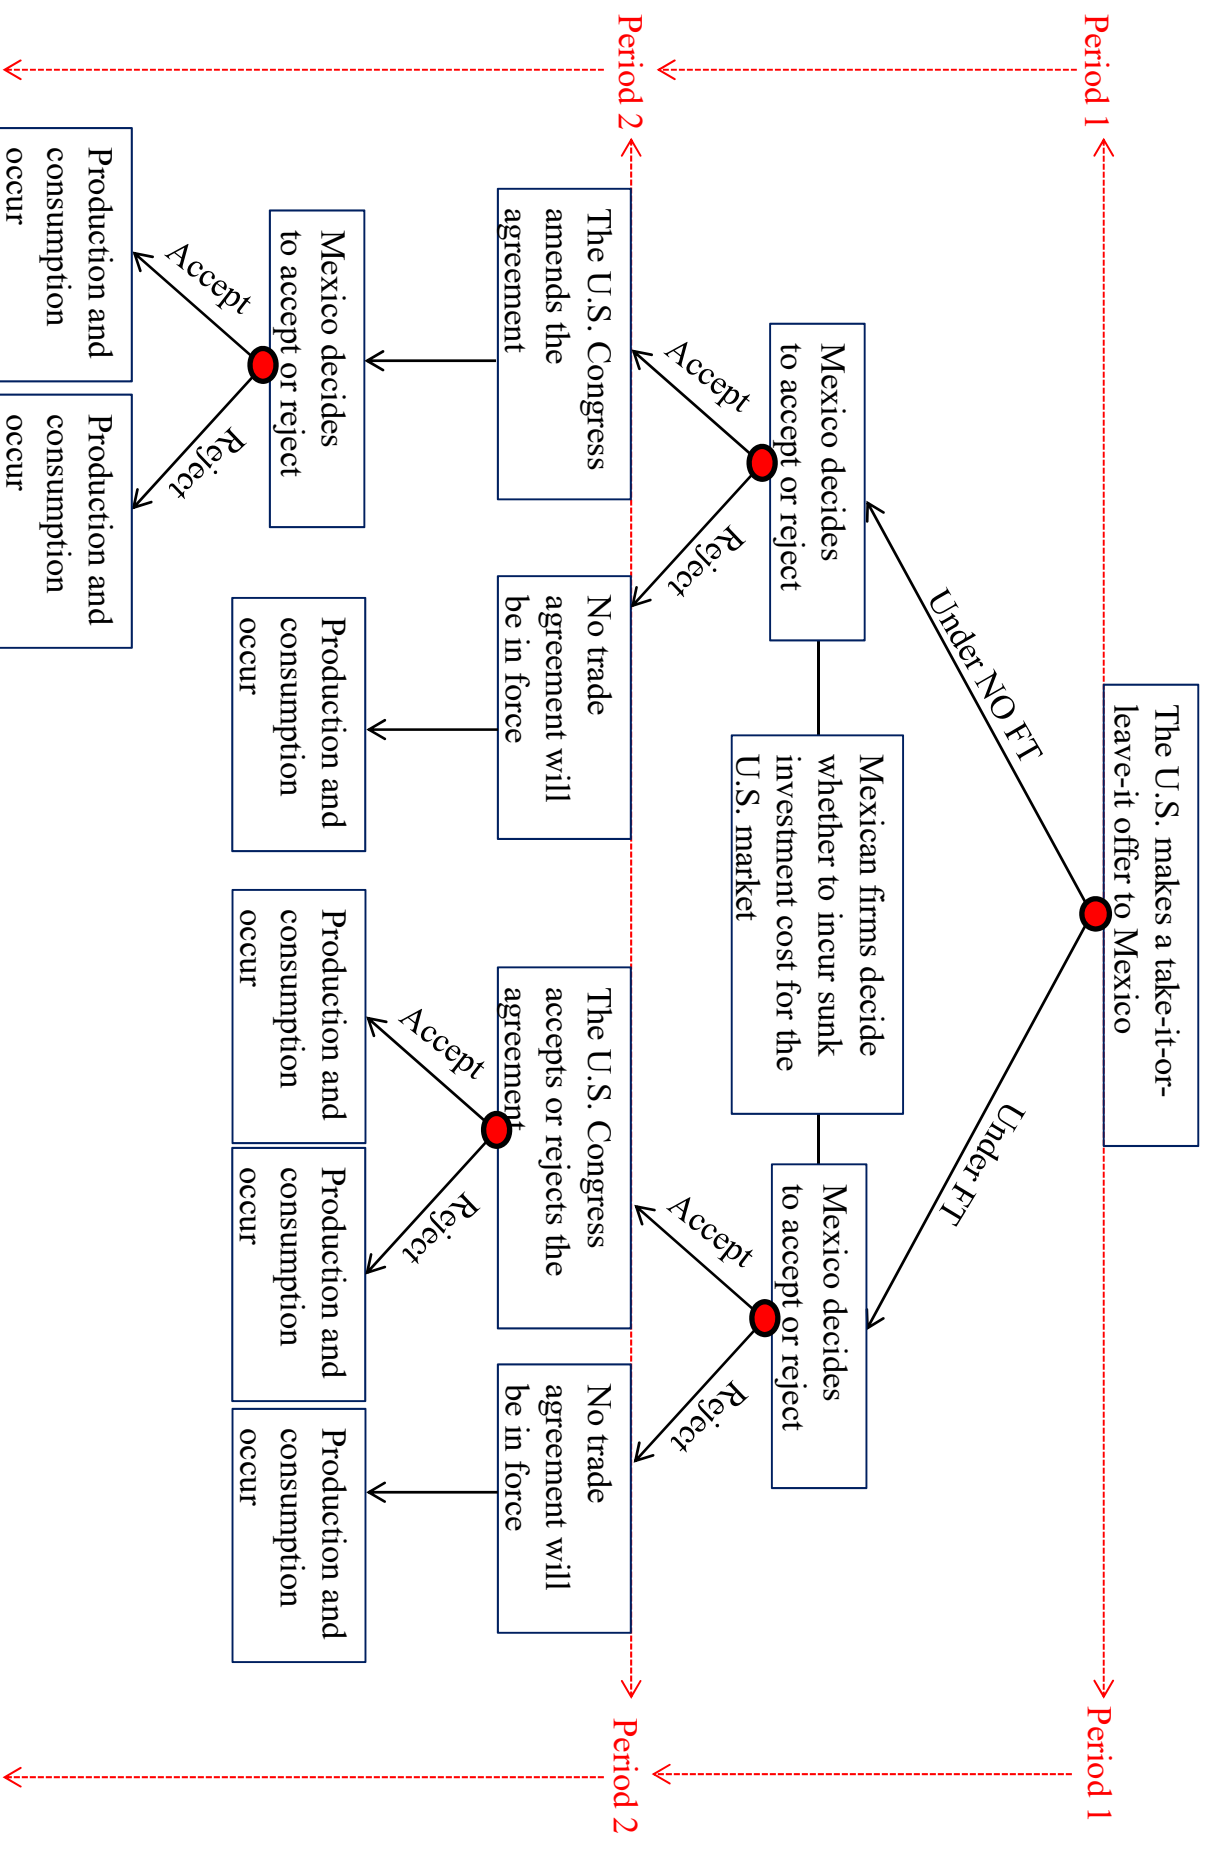 Period 1
The U.S. makes a take-it-or-
leave-it offer to Mexico
Period 1
Under NO FT
Under FT
Mexico decides
to accept or reject
Mexican firms decide
whether to incur sunk
investment cost for the
U.S. market
Mexico decides
to accept or reject
Accept
Reject
Accept
Reject
Period 2
Period 2
The U.S. Congress
amends the
agreement
No trade
agreement will
be in force
The U.S. Congress
accepts or rejects the
agreement
No trade
agreement will
be in force
Accept
Reject
Mexico decides
to accept or reject
Production and
consumption
occur
Production and
consumption
occur
Production and
consumption
occur
Production and
consumption
occur
Accept
Reject
Production and
consumption
occur
Production and
consumption
occur